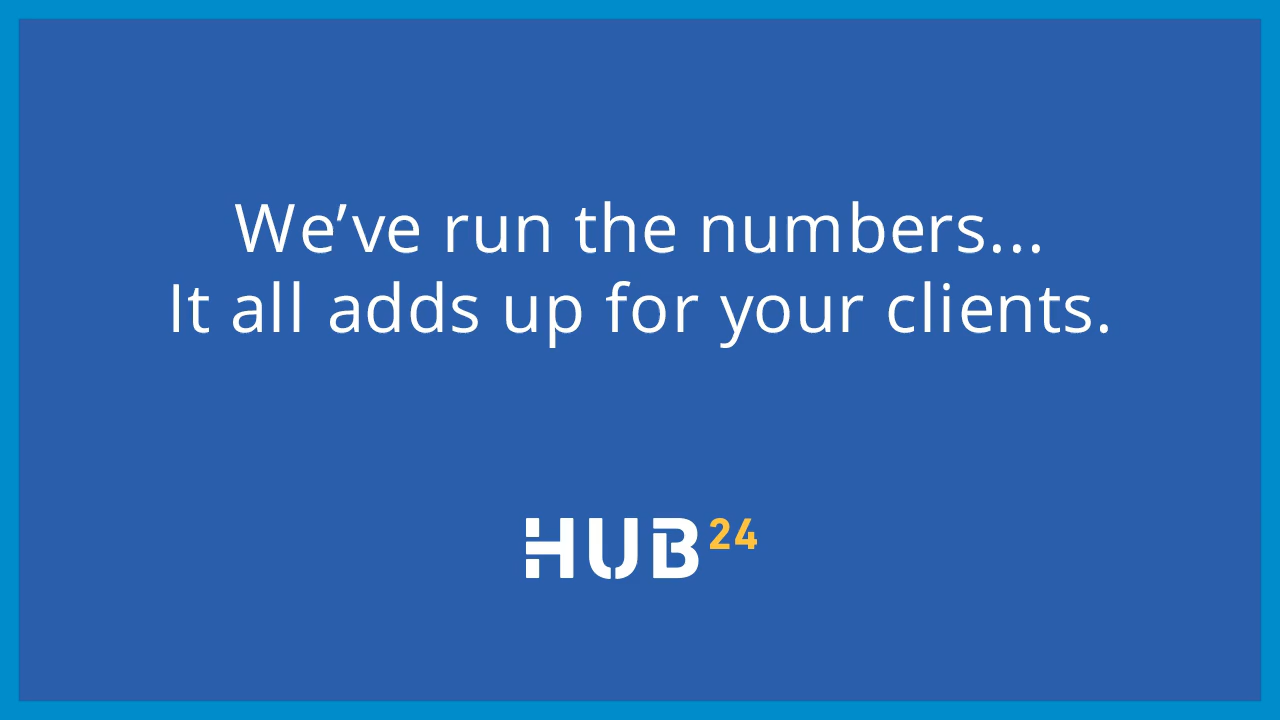 We’ve run the numbers...
It all adds up for your clients.
HUB24